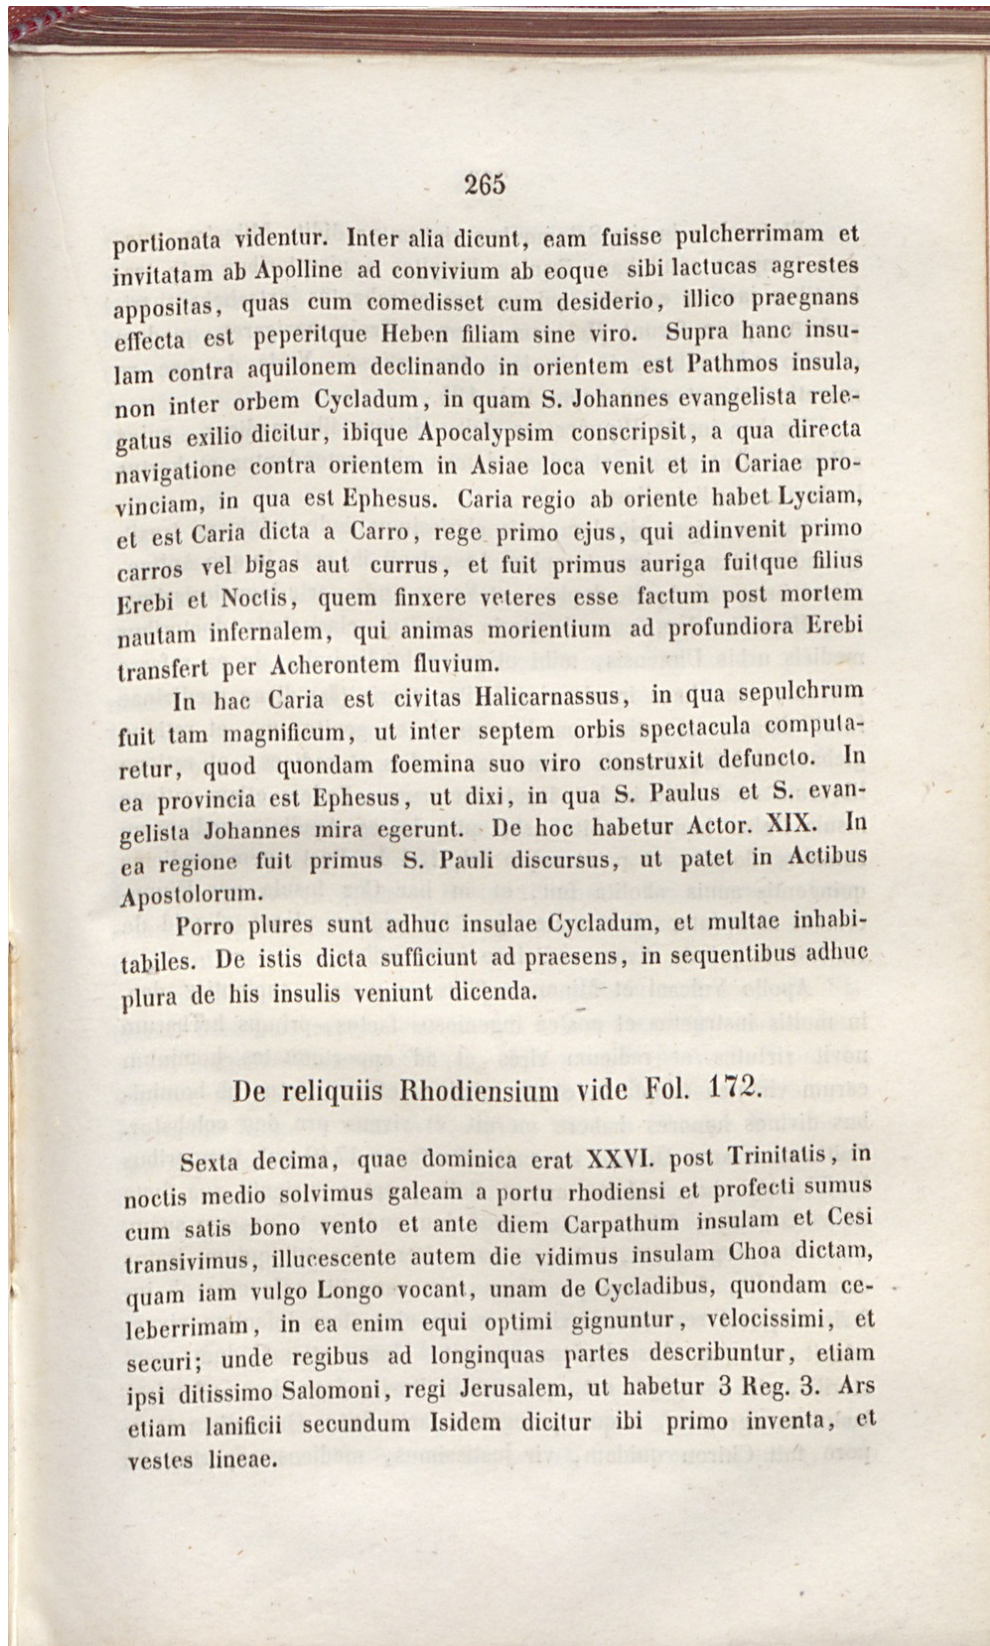 265
portionata videntur. Inter alia dicunt, eam fuisse pulcherrimam et
invitatam ab Apolline ad convivium ab eoque sibi lactucas agrestes
appositas, quas cum comedisset cum desiderio, illico praegnans
effecta est peperitque Heben filiam sine viro. Supra hanc insu-
lam contra aquilonem declinando in orientem est Pathmos insula,
non inter orbem Cycladum, in quam S. Johannes evangelista rele-
gatus exilio dicitur, ibique Apocalypsim conscripsit, a qua directa
navigatione contra orientem in Asiae loca venit et in Cariae pro-
vinciam, in qua est Ephesus. Caria regio ab oriente habet Lyciam,
et est Caria dicta a Carro, rege primo ejus, qui adinvenit primo
carros vel bigas aut currus, et fuit primus auriga fuitque filius
Erebi et Noctis, quem finxere veteres esse factum post mortem
nautam infernalem, qui animas morientium ad profundiora Erebi
transfert per Acherontem fluvium.
In hac Caria est civitas Halicarnassus, in qua sepulchrum
fuit tam magnificum, ut inter septem orbis spectacula computa-
retur, quod quondam foemina suo viro construxit defuncto. In
ea provincia est Ephesus, ut dixi, in qua S. Paulus et S. evan-
gelista Johannes mira egerunt. De hoc habetur Actor. XIX. In
ea regione fuit primus S. Pauli discursus, ut patet in Actibus
Apostolorum.
Porro plures sunt adhuc insulae Cycladum, et multae inhabi-
tabiles. De istis dicta sufficiunt ad praesens, in sequentibus adhuc
plura de his insulis veniunt dicenda.
De reliquiis Rhodiensium vide Fol. 172.
Sexta decima, quae dominica erat XXVI. post Trinitatis, in
noctis medio solvimus galeam a portu rhodiensi et profecti sumus
cum satis bono vento et ante diem Carpathum insulam et Cesi
transivimus, illucescente autem die vidimus insulam Choa dictam,
quam iam vulgo Longo vocant, unam de Cycladibus, quondam ce-
leberrimam, in ea enim equi optimi gignuntur, velocissimi, et
securi; unde regibus ad longinquas partes describuntur, etiam
ipsi ditissimo Salomoni, regi Jerusalem, ut habetur 3 Reg. 3. Ars
etiam lanificii secundum Isidem dicitur ibi primo inventa, et
vestes lineae.